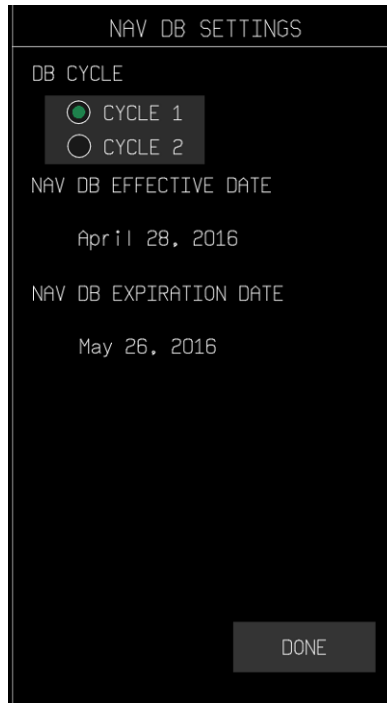 NAV DB SETTINGS
DB CYCLE
CYCLE 1
CYCLE 2
NAV DB EFFECTIVE DATE
April 28, 2016
NAV DB EXPIRATION DATE
May 26, 2016
DONE